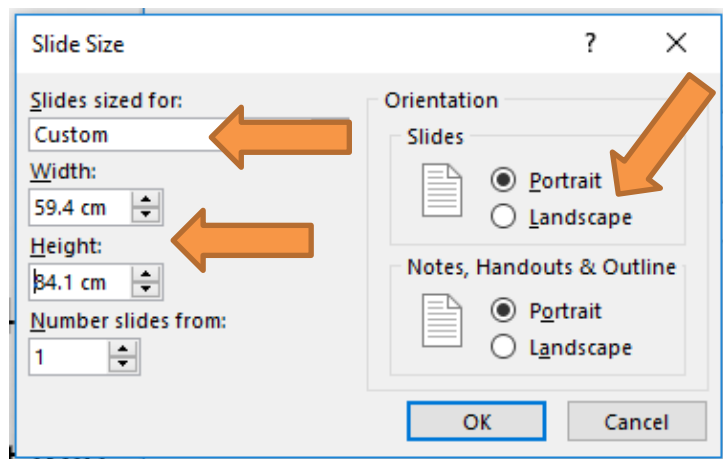 Slide Size ?
Slides sized for:
Custom
Width:
59.4 cm
Height:
84.1 cm
Number slides from:
1
Orientation
Slides
Portrait
Landscape
Notes, Handouts & Outline
Portrait
Landscape
OK Cancel